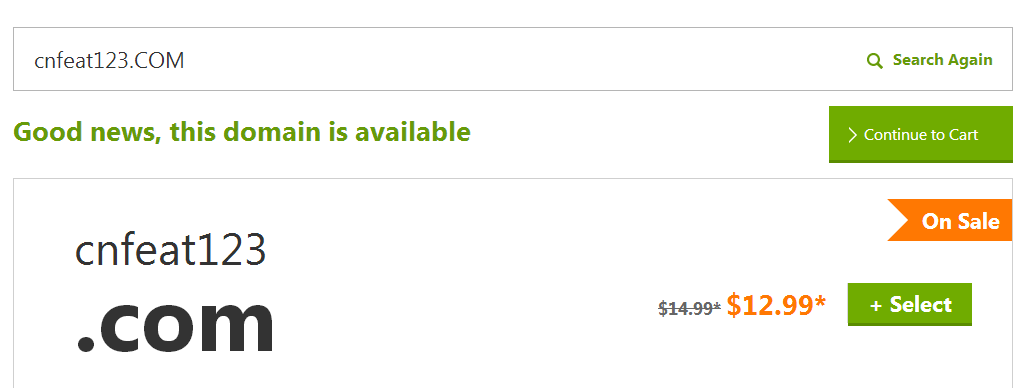 cnfeat123.COM
Search Again
Good news, this domain is available
Continue to Cart
On Sale
cnfeat123
.com
$14.99* $12.99*
+ Select